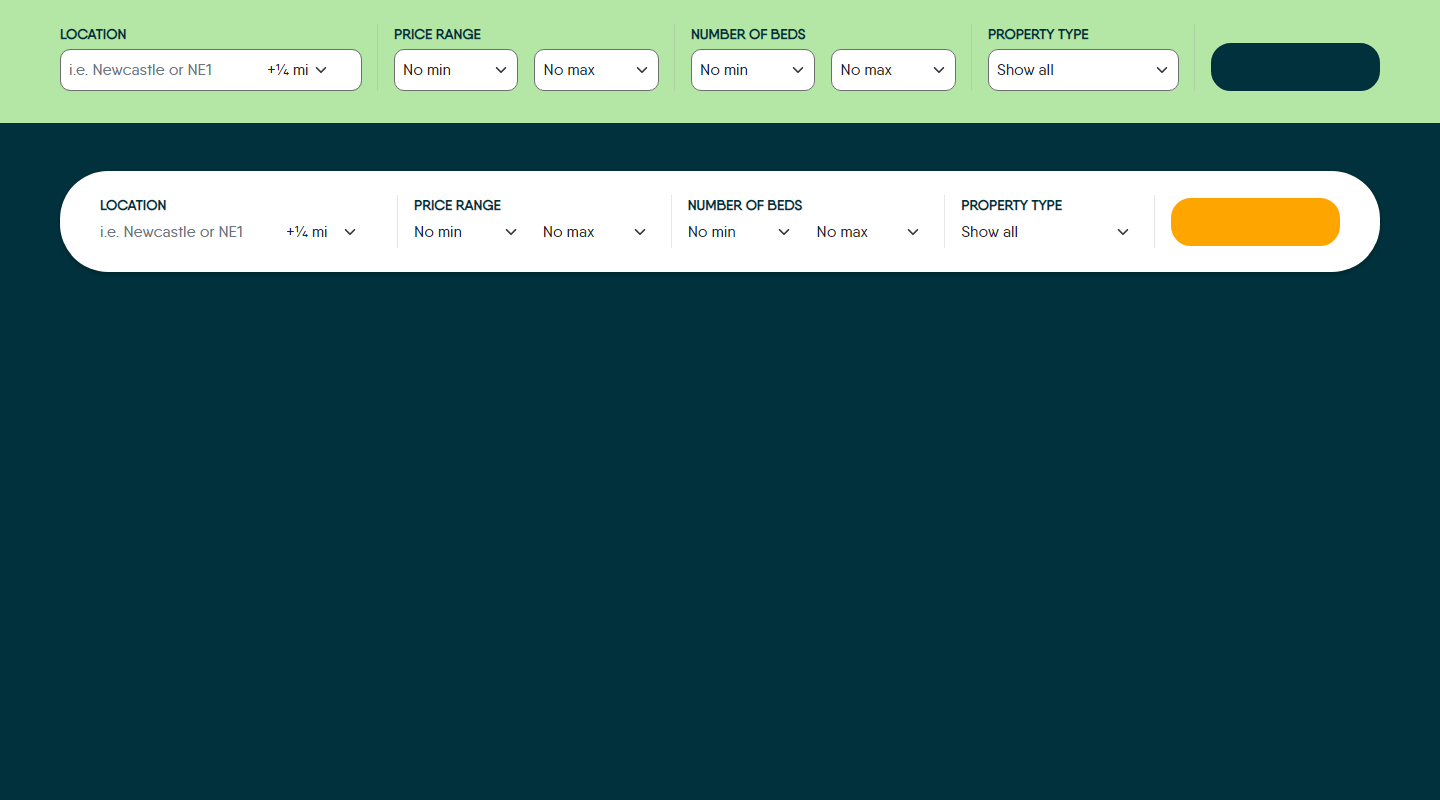 LOCATION PRICE RANGE NUMBER OF BEDS PROPERTY TYPE
i.e. Newcastle or NE1 +¼ mi No min No max No min No max Show all
LOCATION PRICE RANGE NUMBER OF BEDS PROPERTY TYPE
i.e. Newcastle or NE1 +¼ mi No min No max No min No max Show all